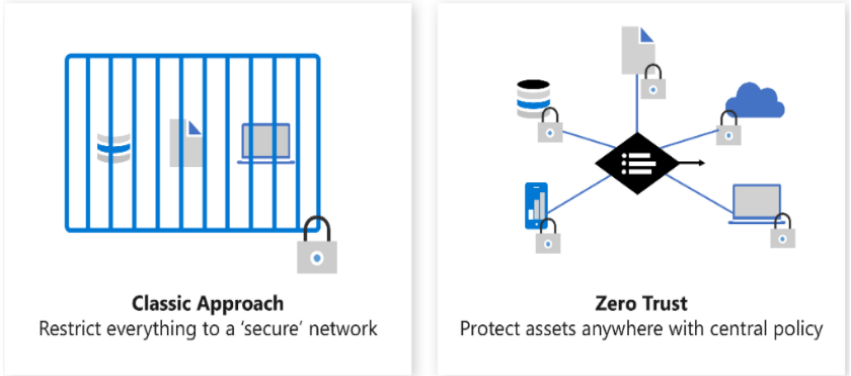 Classic Approach
Restrict everything to a ‘secure’ network
Zero Trust
Protect assets anywhere with central policy